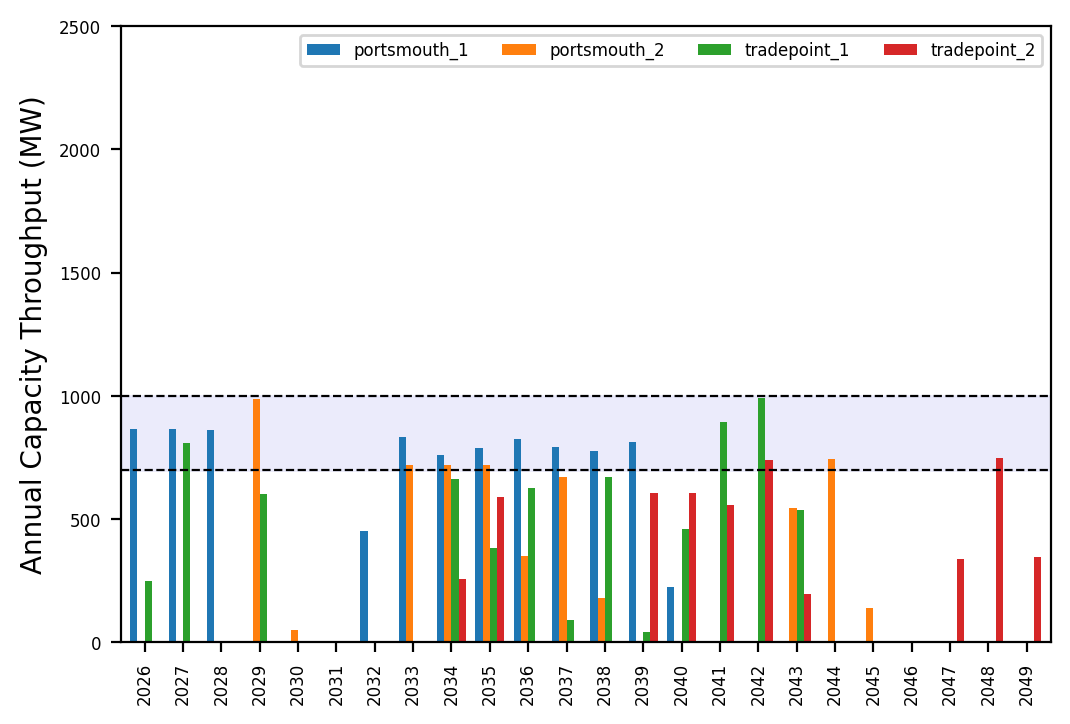 portsmouth_1 portsmouth_2 tradepoint_1 tradepoint_2
Annual Capacity Throughput (MW)
2500
2000
1500
1000
500
0
2026 2027 2028 2029 2030 2031 2032 2033 2034 2035 2036 2037 2038 2039 2040 2041 2042 2043 2044 2045 2046 2047 2048 2049